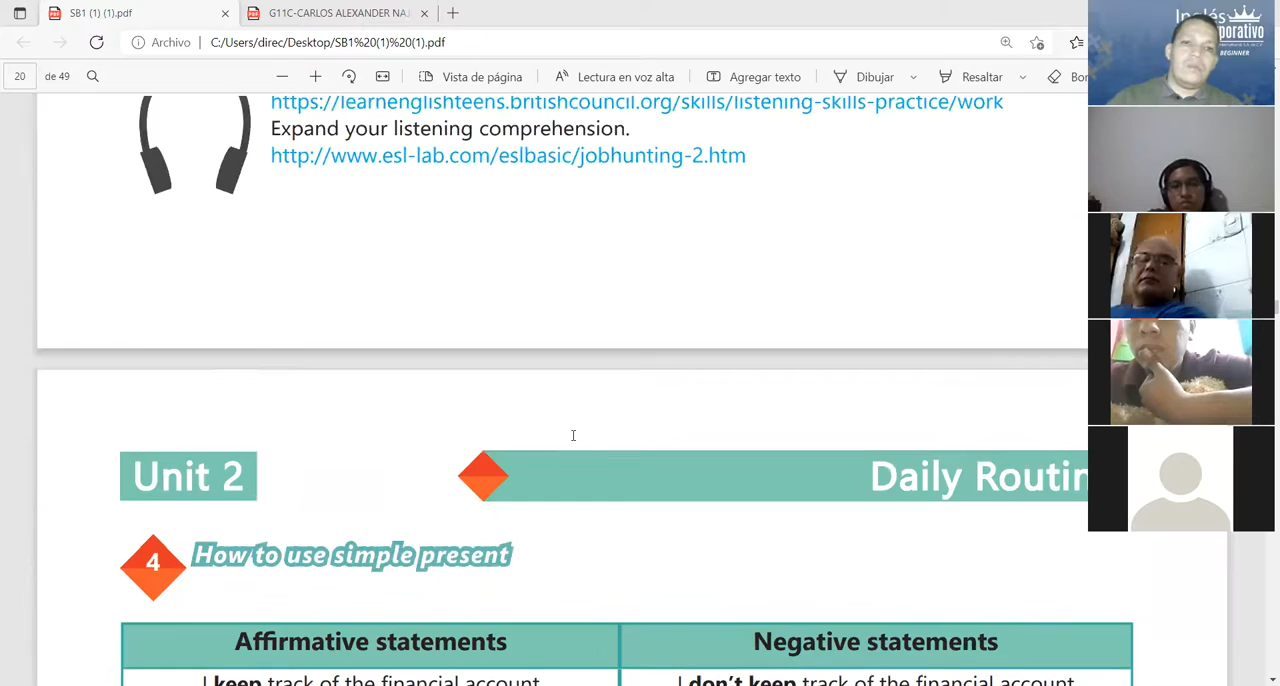 SB1 (1) (1).pdf
G11C-CARLOS ALEXANDER NAJ
Archivo
C:/Users/direc/Desktop/SB1%20(1)%20(1).pdf
20 de 49
Vista de página
Lectura en voz alta
Agregar texto
Dibujar
Resaltar
Inglés
BEGINNER
https://learnenglishteens.britishcouncil.org/skills/listening-skills-practice/work
Expand your listening comprehension.
http://www.esl-lab.com/eslbasic/jobhunting-2.htm
Unit 2
Daily Routin
4 How to use simple present
Affirmative statements
Negative statements
I keep track of the financial account
I don't keep track of the financial account